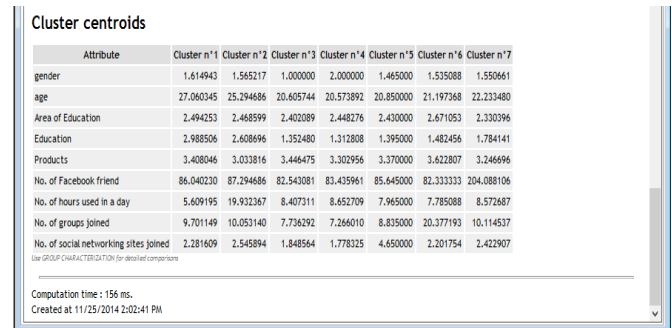 Cluster centroids
Attribute Cluster n°1 Cluster n°2 Cluster n°3 Cluster n°4 Cluster n°5 Cluster n°6 Cluster n°7
gender 1.614943 1.565217 1.000000 2.000000 1.465000 1.535088 1.550661
age 27.060345 25.294686 20.605744 20.573892 20.850000 21.197368 22.233480
Area of Education 2.494253 2.468599 2.402089 2.448276 2.430000 2.671053 2.330396
Education 2.988506 2.608696 1.352480 1.312808 1.395000 1.482456 1.784141
Products 3.408046 3.033816 3.446475 3.302956 3.370000 3.622807 3.246696
No. of Facebook friend 86.040230 87.294686 82.543081 83.435961 85.645000 82.333333 204.088106
No. of hours used in a day 5.609195 19.932367 8.407311 8.652709 7.965000 7.785088 8.572687
No. of groups joined 9.701149 10.053140 7.736292 7.266010 8.835000 20.377193 10.114537
No. of social networking sites joined 2.281609 2.545894 1.848564 1.778325 4.650000 2.201754 2.422907
Use GROUP CHARACTERIZATION for detailed comparisons
Computation time : 156 ms.
Created at 11/25/2014 2:02:41 PM